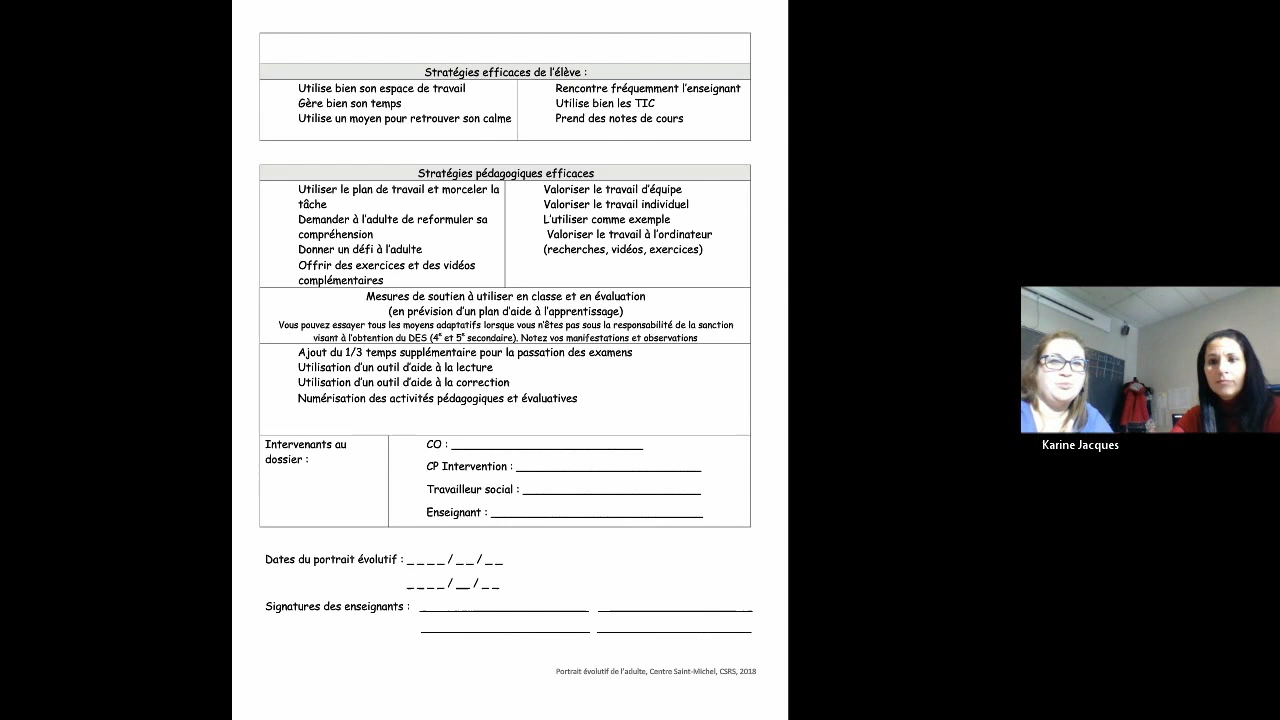 Stratégies efficaces de l'élève :
Utilise bien son espace de travail
Gère bien son temps
Utilise un moyen pour retrouver son calme
Rencontre fréquemment l'enseignant
Utilise bien les TIC
Prend des notes de cours
Stratégies pédagogiques efficaces
Utiliser le plan de travail et morceler la
tâche
Demander à l'adulte de reformuler sa
compréhension
Donner un défi à l'adulte
Offrir des exercices et des vidéos
complémentaires
Valoriser le travail d'équipe
Valoriser le travail individuel
L'utiliser comme exemple
Valoriser le travail à l'ordinateur
(recherches, vidéos, exercices)
Mesures de soutien à utiliser en classe et en évaluation
(en prévision d'un plan d'aide à l'apprentissage)
Vous pouvez essayer tous les moyens adaptatifs lorsque vous n'êtes pas sous la responsabilité de la sanction
visant à l'obtention du DES (4e et 5e secondaire). Notez vos manifestations et observations
Ajout du 1/3 temps supplémentaire pour la passation des examens
Utilisation d'un outil d'aide à la lecture
Utilisation d'un outil d'aide à la correction
Numérisation des activités pédagogiques et évaluatives
Intervenants au
dossier :
CO : ____________________
CP Intervention : ____________________
Travailleur social : ____________________
Enseignant : ____________________
Dates du portrait évolutif : _ _ _ _ / _ _ / _ _
_ _ _ _ / _ _ / _ _
Signatures des enseignants : ____________________ ____________________
____________________ ____________________
Portrait évolutif de l'adulte, Centre Saint-Michel, CSRS, 2018
Karine Jacques